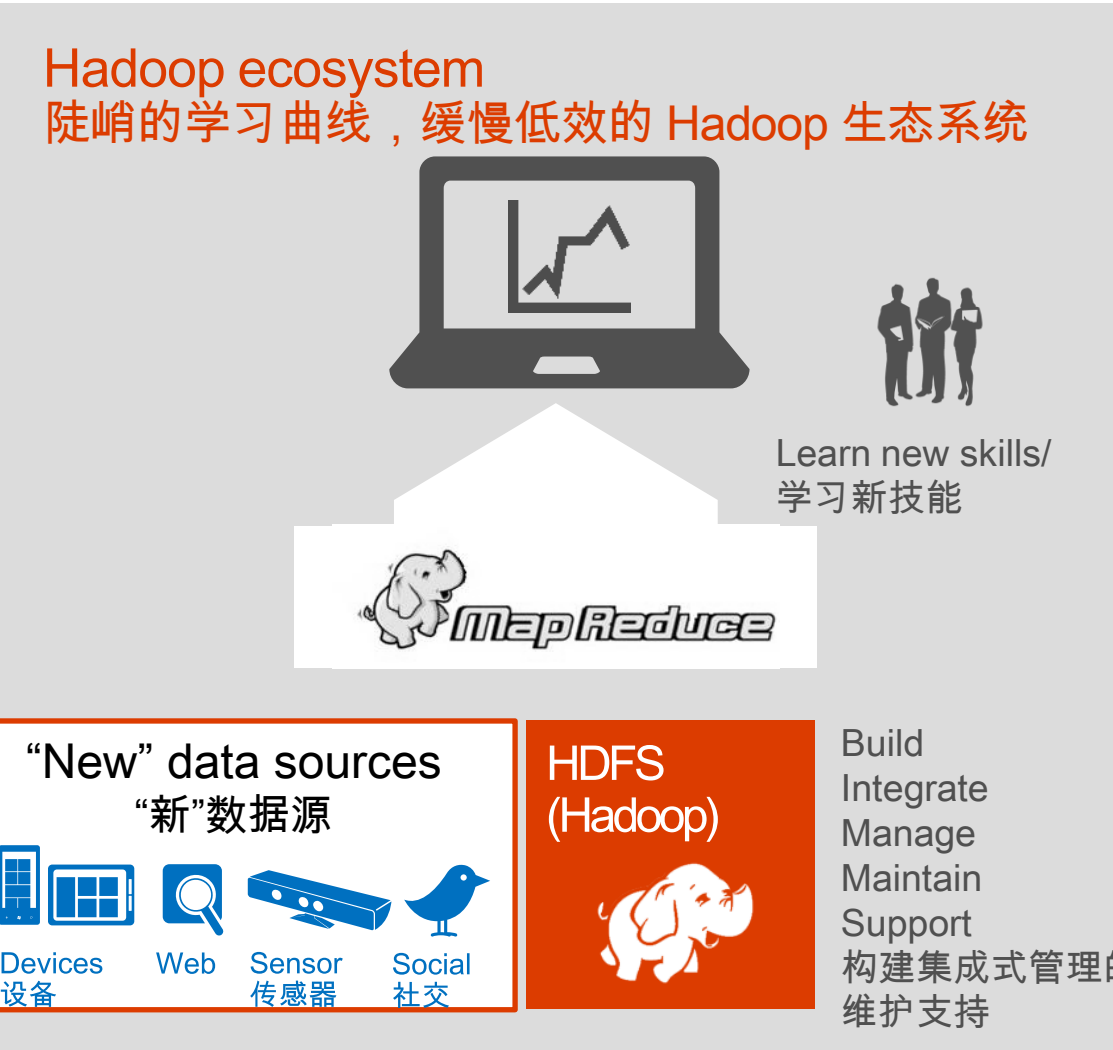 Hadoop ecosystem
陡峭的学习曲线，缓慢低效的 Hadoop 生态系统
Learn new skills/
学习新技能
Map Reduce
“New” data sources
“新”数据源
Devices
设备
Web
Sensor
传感器
Social
社交
HDFS
(Hadoop)
Build
Integrate
Manage
Maintain
Support
构建集成式管理的
维护支持